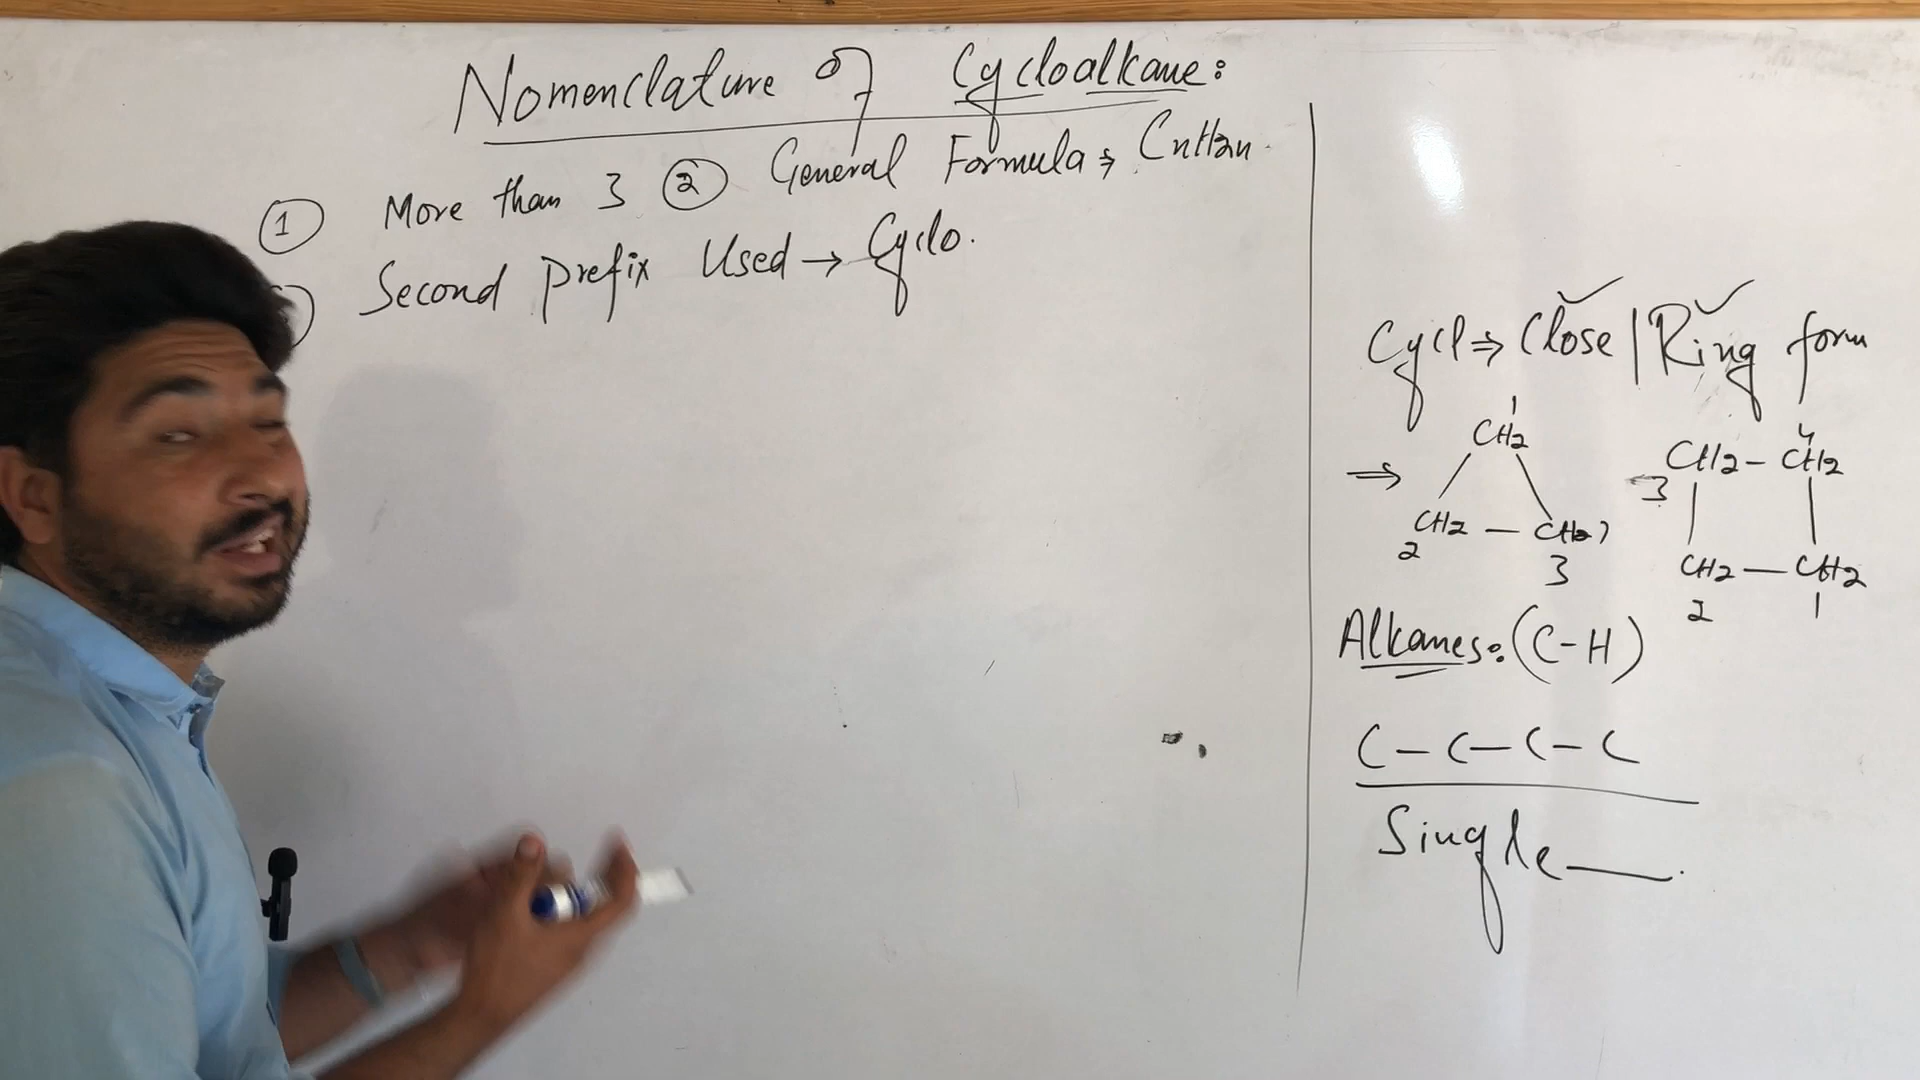 Nomenclature of Cycloalkane:
① More than 3 ② General Formula ⇒ CnH2n.
Second prefix Used → Cyclo.
Cycl ⇒ Close | Ring form
1
CH2
⇒
CH2 — CH2
2 3
4
CH2 – CH2
3
CH2 — CH2
2 1
Alkanes: (C-H)
C – C – C – C
Single —.